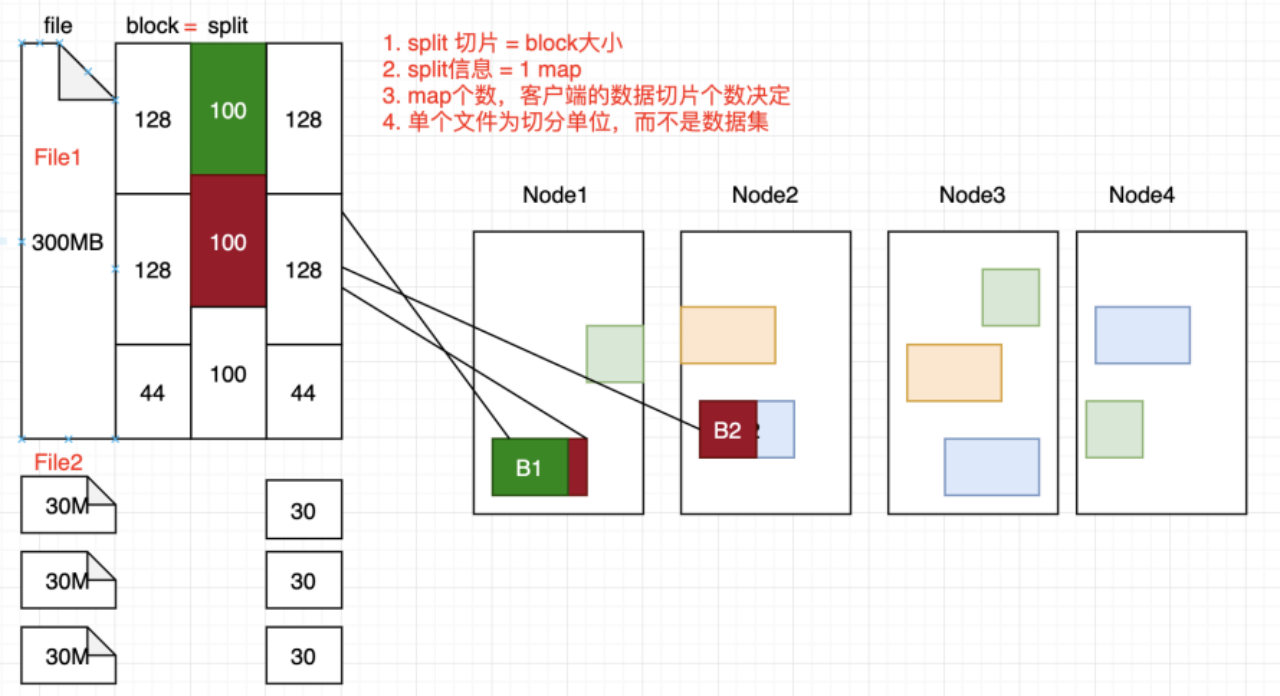 file
block = split
1. split 切片 = block大小
2. split信息 = 1 map
3. map个数，客户端的数据切片个数决定
4. 单个文件为切分单位，而不是数据集
128
100
128
File1
Node1
Node2
Node3
Node4
300MB
128
100
128
44
100
44
B2
B1
File2
30M
30
30M
30
30M
30